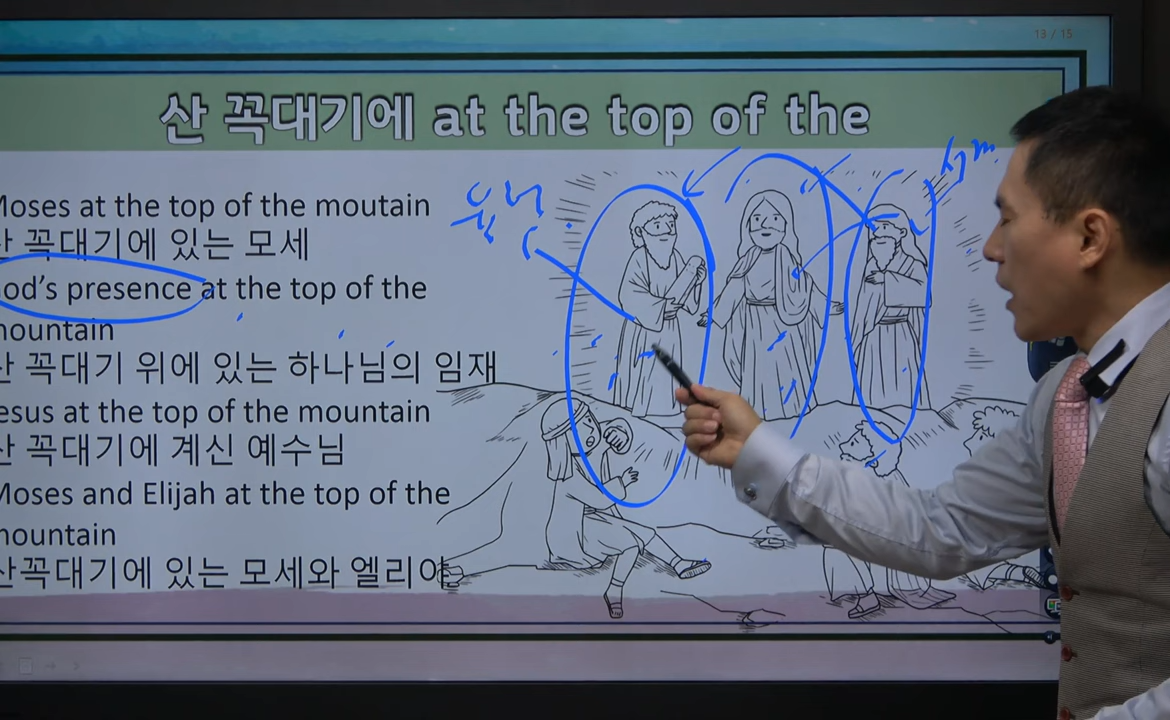 13 / 15
산 꼭대기에 at the top of the
Moses at the top of the moutain
산 꼭대기에 있는 모세
God's presence at the top of the
mountain
산 꼭대기 위에 있는 하나님의 임재
Jesus at the top of the mountain
산 꼭대기에 계신 예수님
Moses and Elijah at the top of the
mountain
산꼭대기에 있는 모세와 엘리야